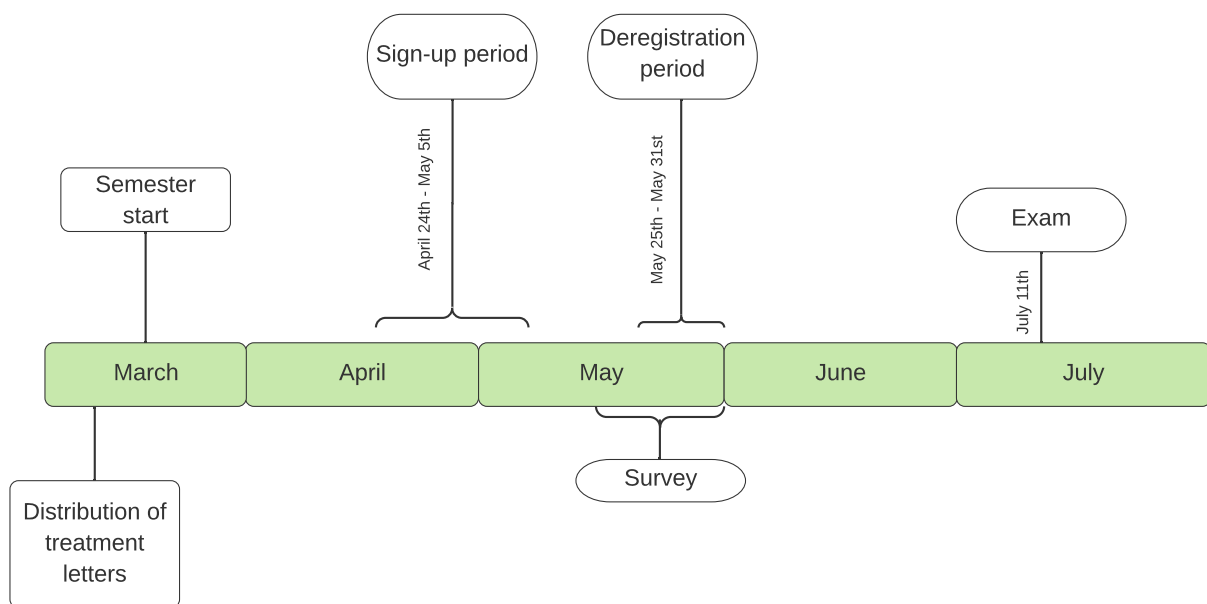 Sign-up period
Deregistration
period
April 24th - May 5th
May 25th - May 31st
Semester
start
Exam
July 11th
March
April
May
June
July
Survey
Distribution of
treatment
letters